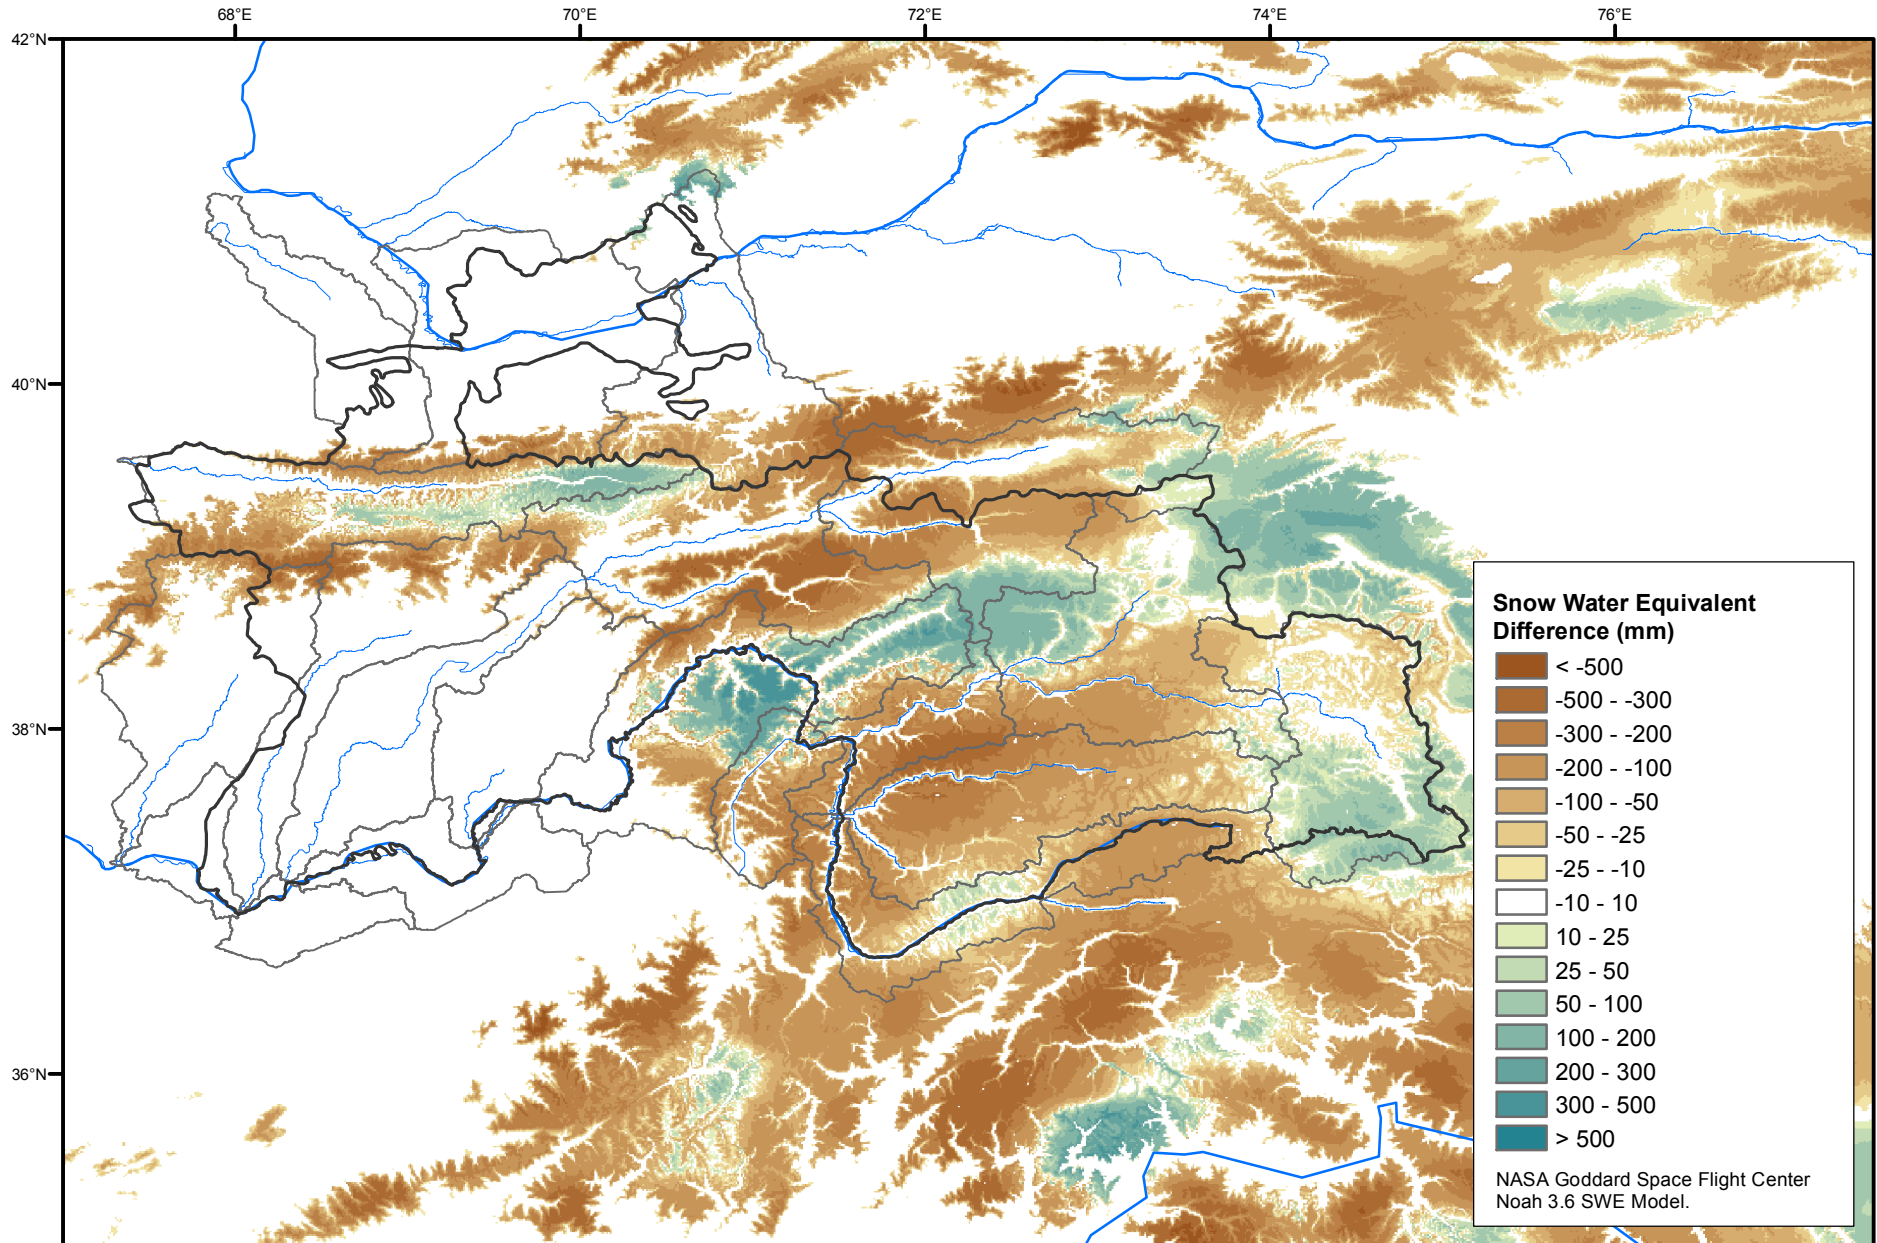 68°E
70°E
72°E
74°E
76°E
42°N
40°N
38°N
36°N
Snow Water Equivalent
Difference (mm)
< -500
-500 - -300
-300 - -200
-200 - -100
-100 - -50
-50 - -25
-25 - -10
-10 - 10
10 - 25
25 - 50
50 - 100
100 - 200
200 - 300
300 - 500
> 500
NASA Goddard Space Flight Center
Noah 3.6 SWE Model.